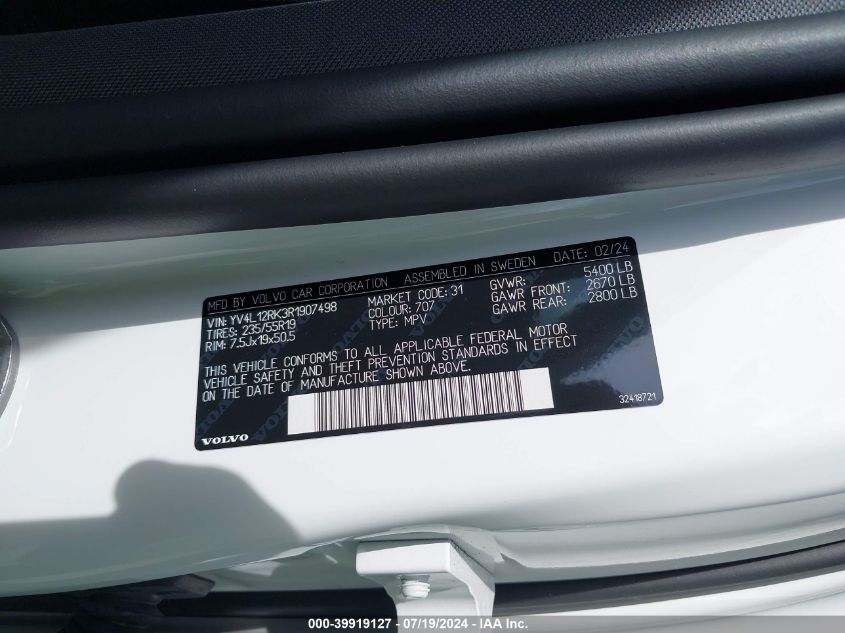 MFD BY VOLVO CAR CORPORATION ASSEMBLED IN SWEDEN DATE: 02/24
VIN: YV4L12RK3R1907498 MARKET CODE: 31 GVWR: 5400 LB
TIRES: 235/55R19 COLOUR: 707 GAWR FRONT: 2670 LB
RIM: 7.5Jx19x50.5 TYPE: MPV GAWR REAR: 2800 LB
THIS VEHICLE CONFORMS TO ALL APPLICABLE FEDERAL MOTOR
VEHICLE SAFETY AND THEFT PREVENTION STANDARDS IN EFFECT
ON THE DATE OF MANUFACTURE SHOWN ABOVE.
VOLVO
32418721
000-39919127 - 07/19/2024 - IAA Inc.